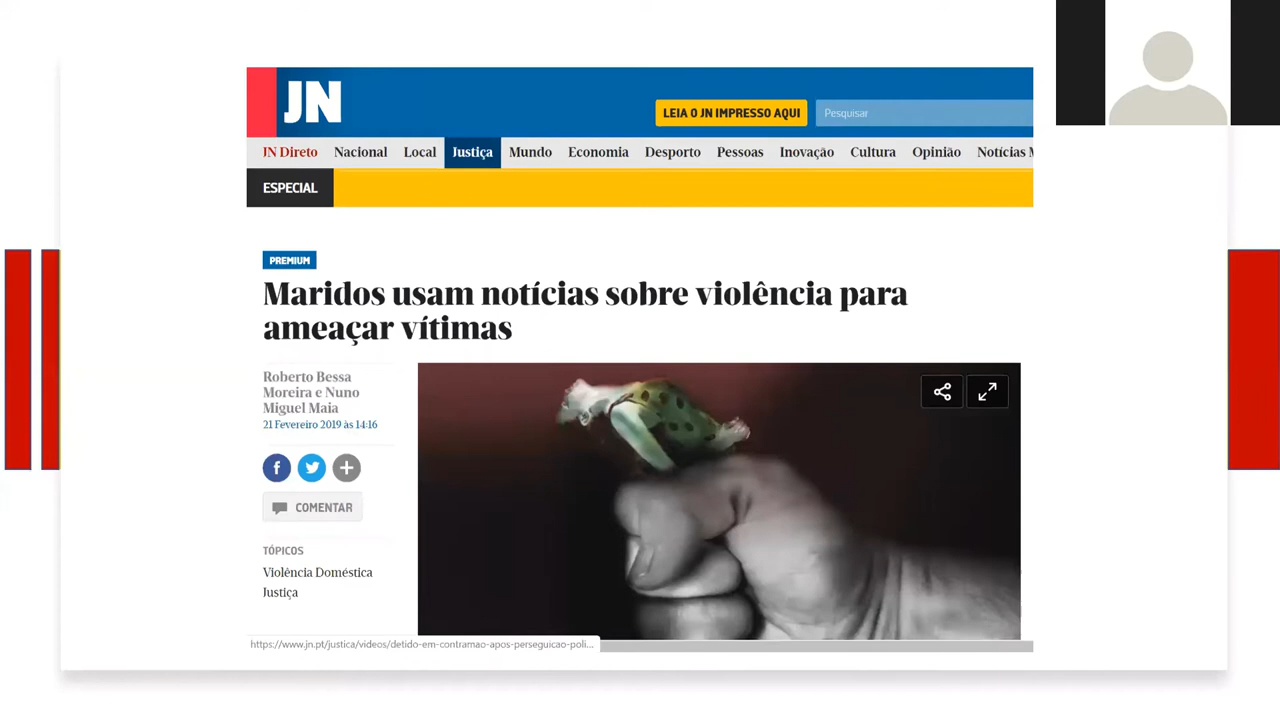 JN
LEIA O JN IMPRESSO AQUI
Pesquisar
JN Direto Nacional Local Justiça Mundo Economia Desporto Pessoas Inovação Cultura Opinião Notícias M
ESPECIAL
PREMIUM
Maridos usam notícias sobre violência para
ameaçar vítimas
Roberto Bessa
Moreira e Nuno
Miguel Maia
21 Fevereiro 2019 às 14:16
COMENTAR
TÓPICOS
Violência Doméstica
Justiça
https://www.jn.pt/justica/videos/detido-em-contramao-apos-perseguicao-poli...